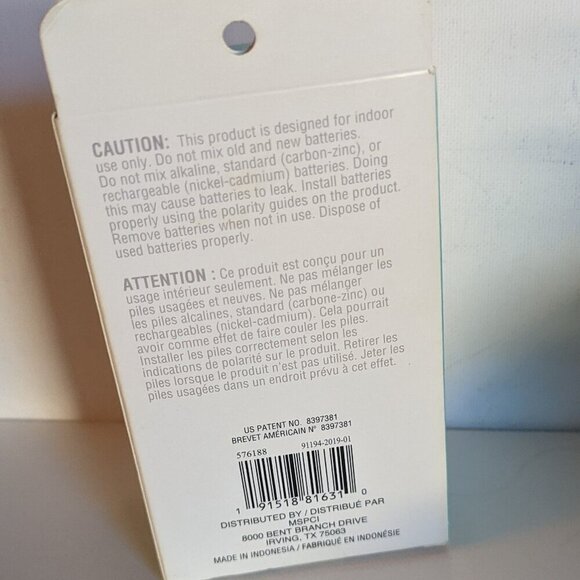 CAUTION: This product is designed for indoor
use only. Do not mix old and new batteries.
Do not mix alkaline, standard (carbon-zinc), or
rechargeable (nickel-cadmium) batteries. Doing
this may cause batteries to leak. Install batteries
properly using the polarity guides on the product.
Remove batteries when not in use. Dispose of
used batteries properly.
ATTENTION : Ce produit est conçu pour un
usage intérieur seulement. Ne pas mélanger les
piles usagées et neuves. Ne pas mélanger
les piles alcalines, standard (carbone-zinc) ou
rechargeables (nickel-cadmium). Cela pourrait
avoir comme effet de faire couler les piles.
Installer les piles correctement selon les
indications de polarité sur le produit. Retirer les
piles lorsque le produit n'est pas utilisé. Jeter les
piles usagées dans un endroit prévu à cet effet.
US PATENT NO. 8397381
BREVET AMÉRICAIN N° 8397381
576188 91194-2019-01
1 91518 81631 0
DISTRIBUTED BY / DISTRIBUÉ PAR
MSPCI
8000 BENT BRANCH DRIVE
IRVING, TX 75063
MADE IN INDONESIA / FABRIQUÉ EN INDONÉSIE